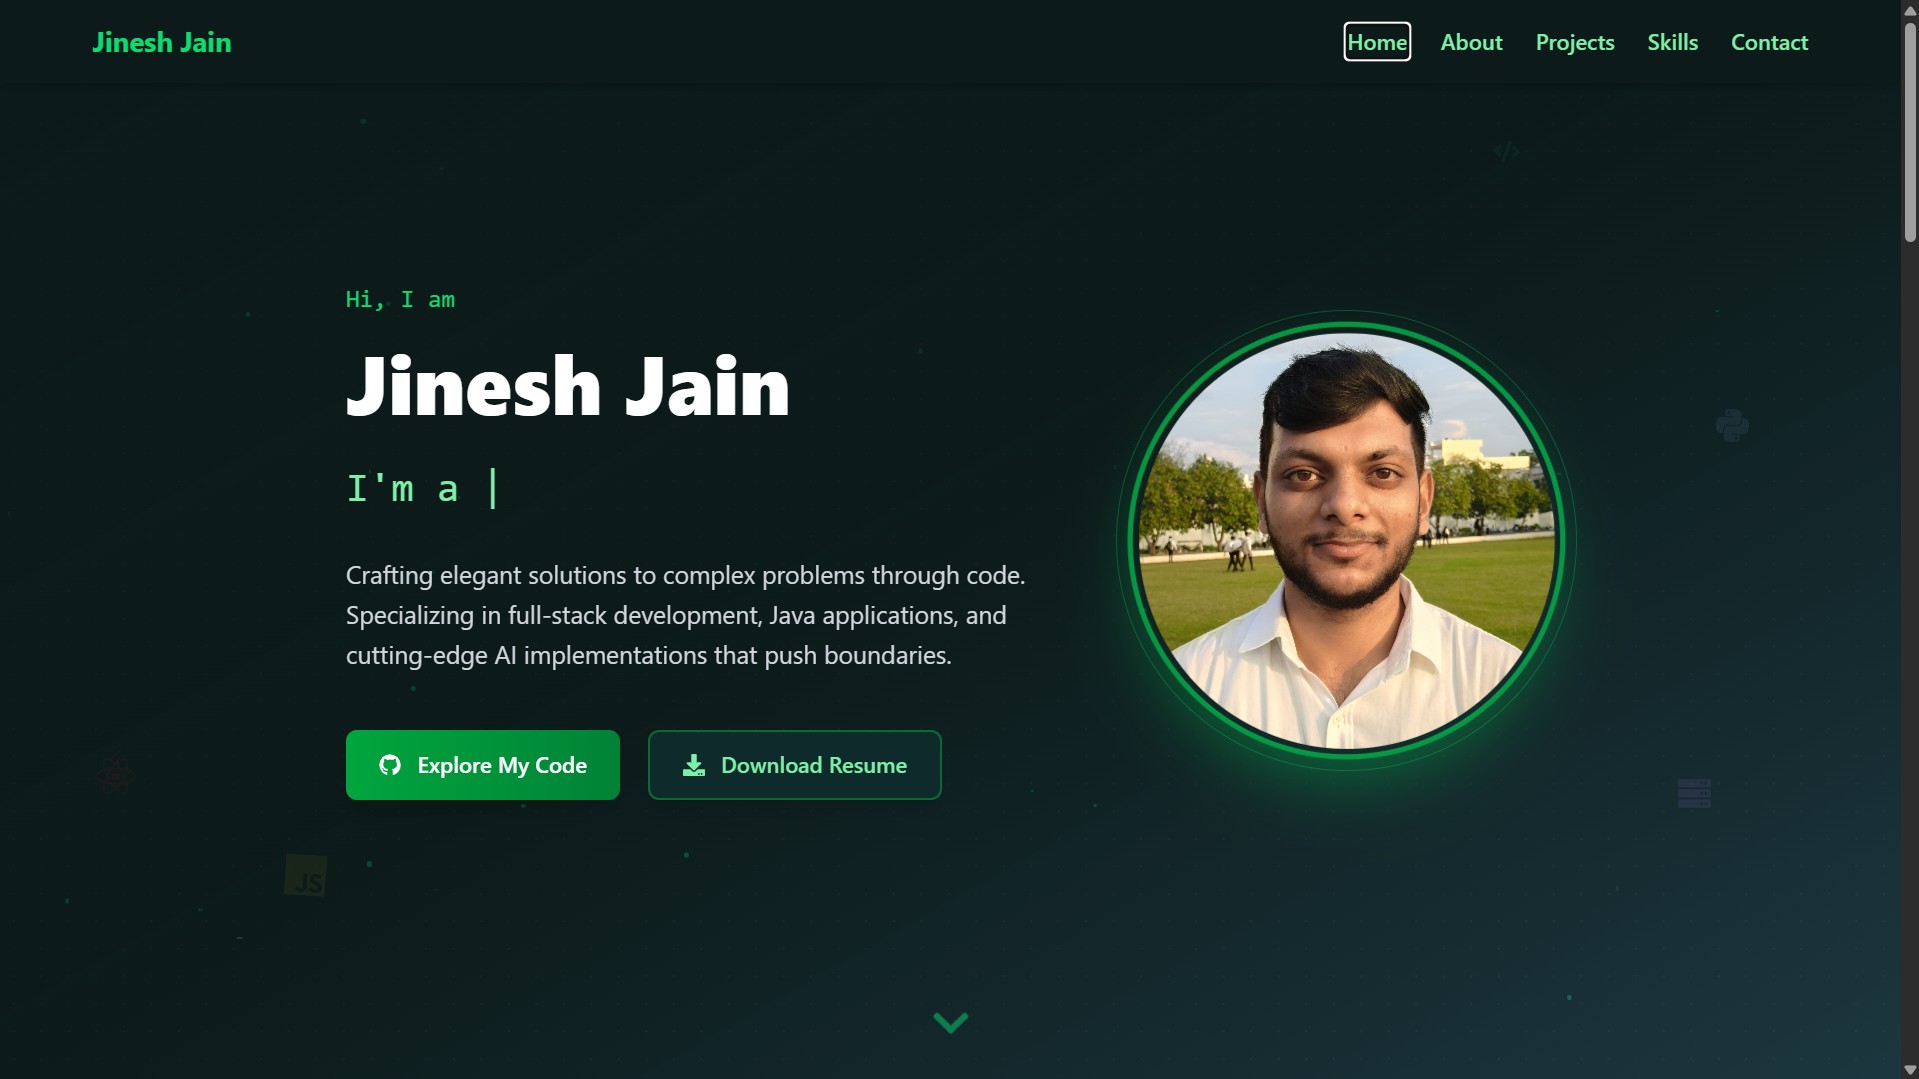 Jinesh Jain
Home About Projects Skills Contact
Hi, I am
Jinesh Jain
I'm a |
Crafting elegant solutions to complex problems through code.
Specializing in full-stack development, Java applications, and
cutting-edge AI implementations that push boundaries.
Explore My Code Download Resume
JS